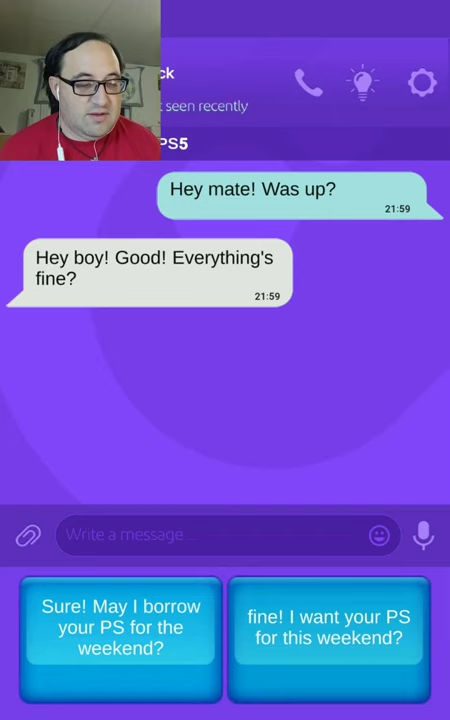 ck
t seen recently
PS5
Hey mate! Was up?
21:59
Hey boy! Good! Everything's
fine?
21:59
Write a message ...
Sure! May I borrow
your PS for the
weekend?
fine! I want your PS
for this weekend?